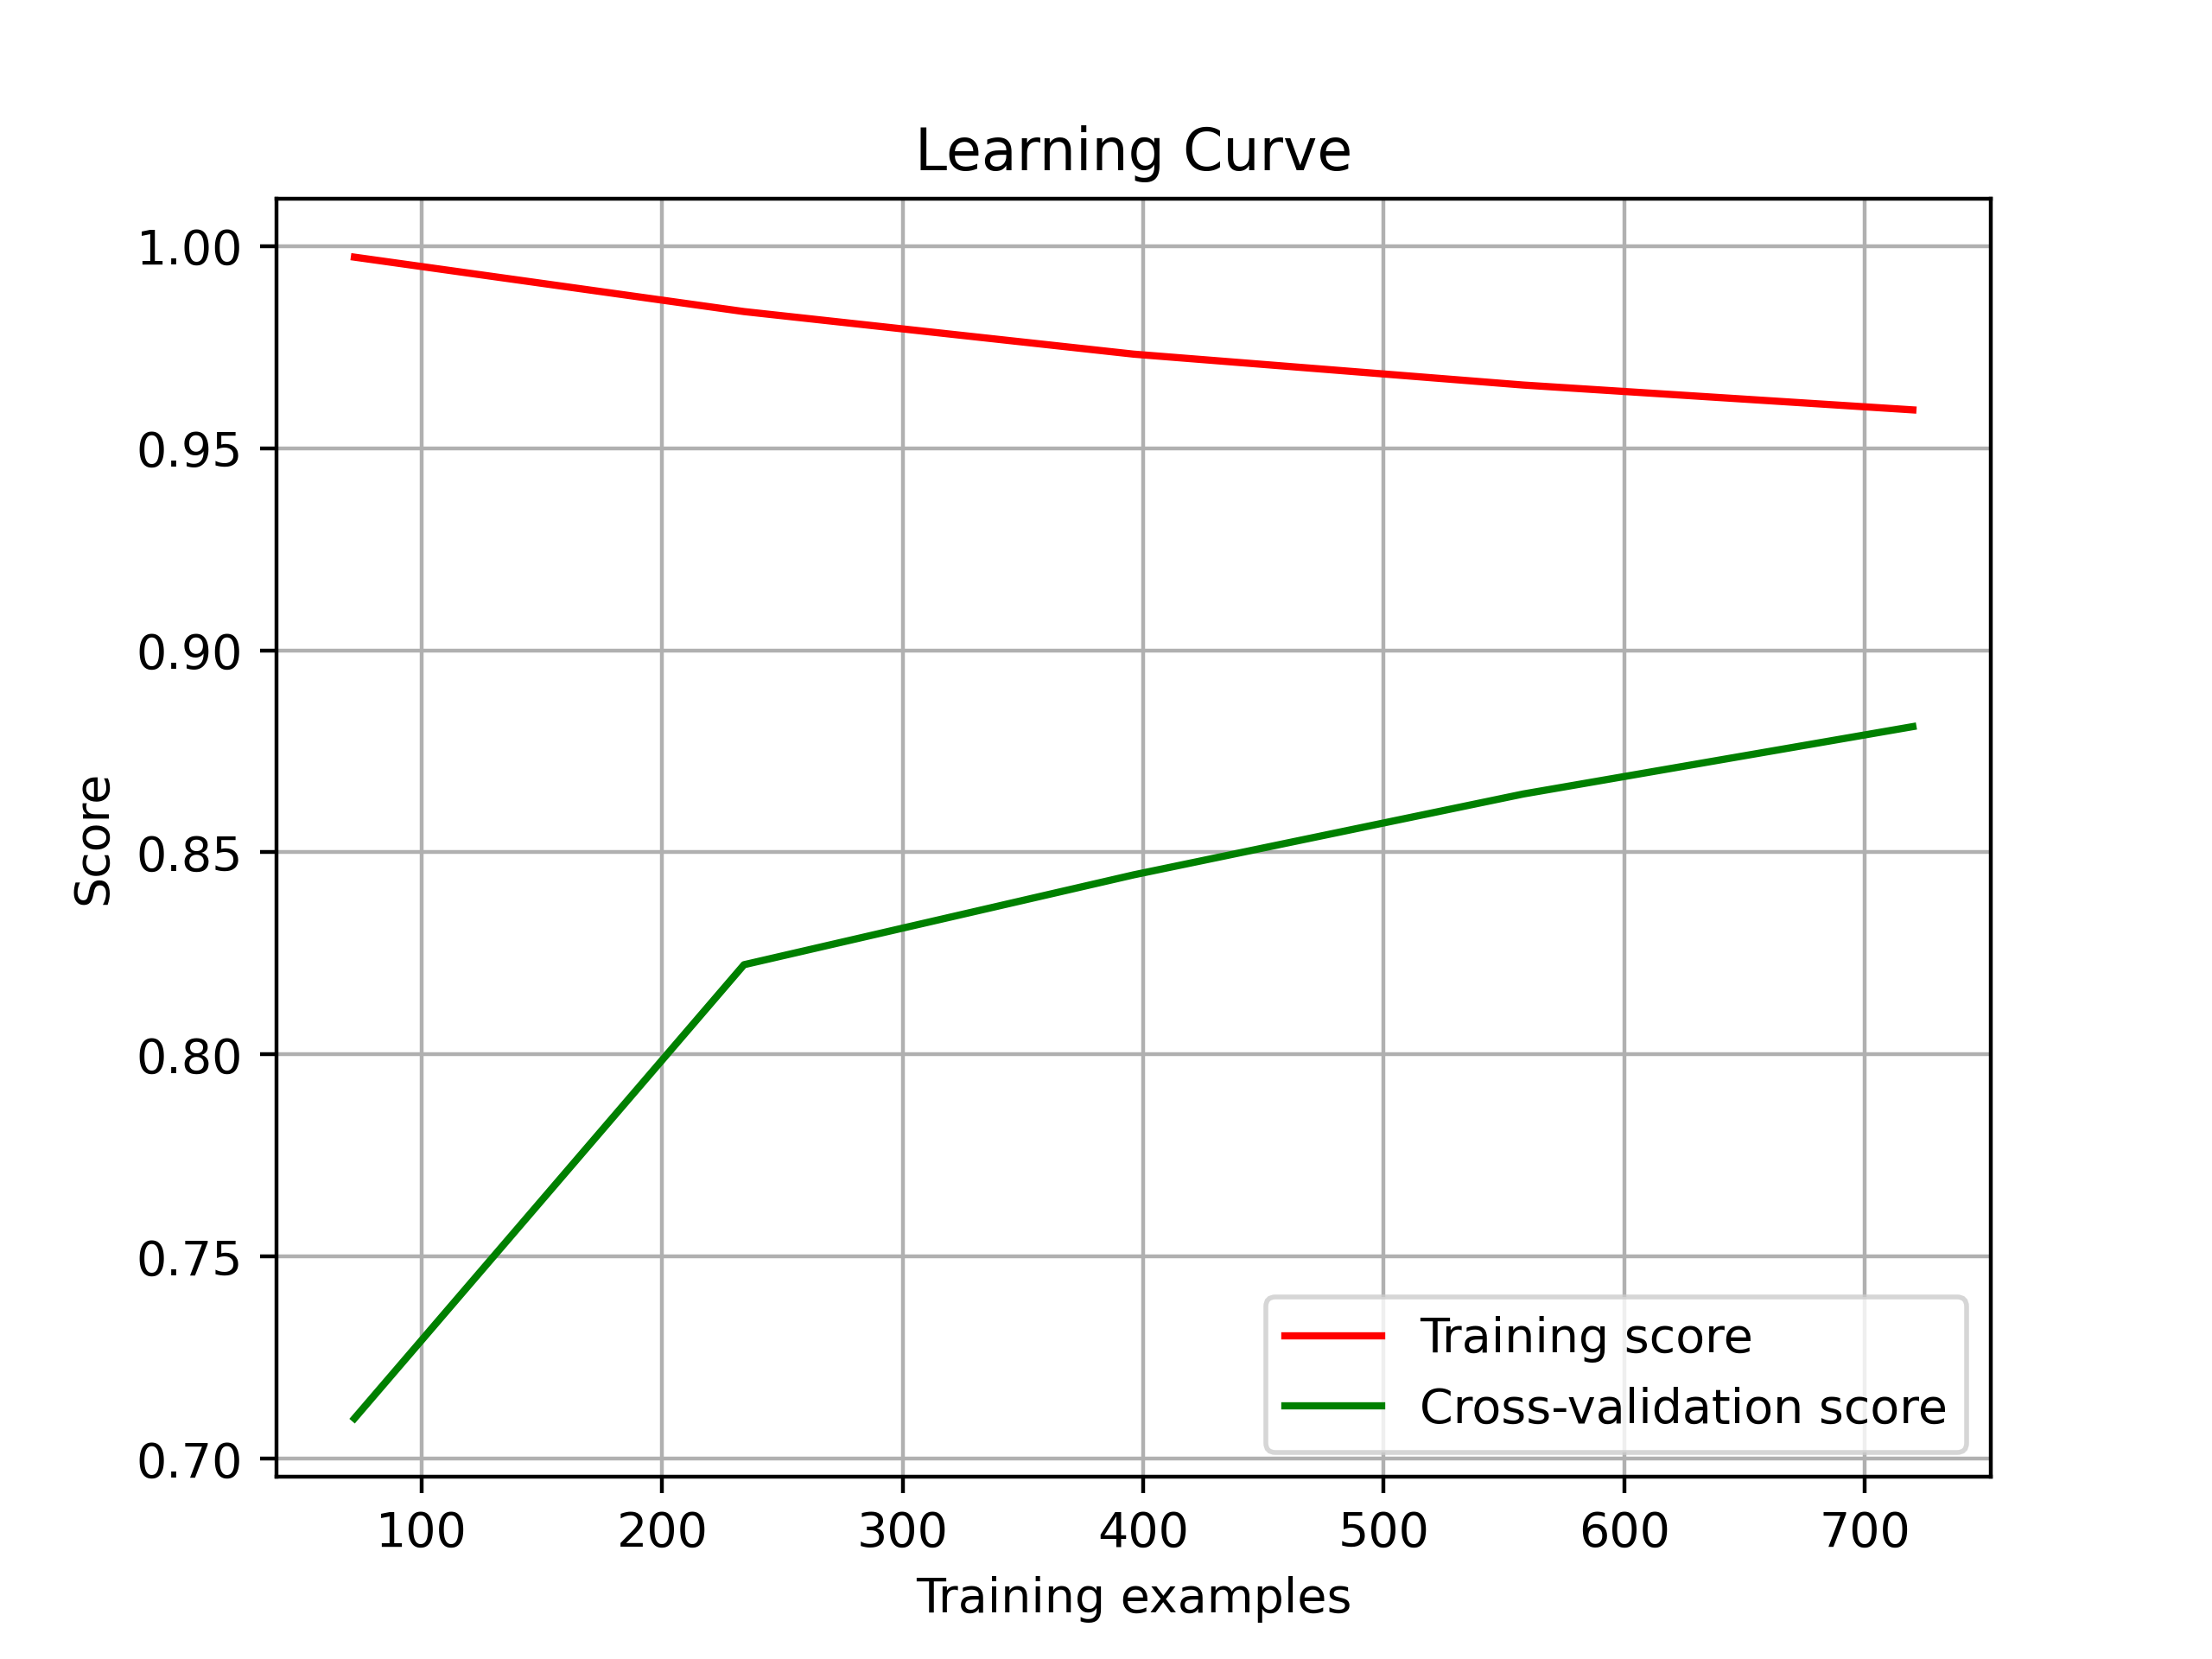 Learning Curve
1.00
0.95
0.90
0.85
0.80
0.75
0.70
Score
Training score
Cross-validation score
100 200 300 400 500 600 700
Training examples